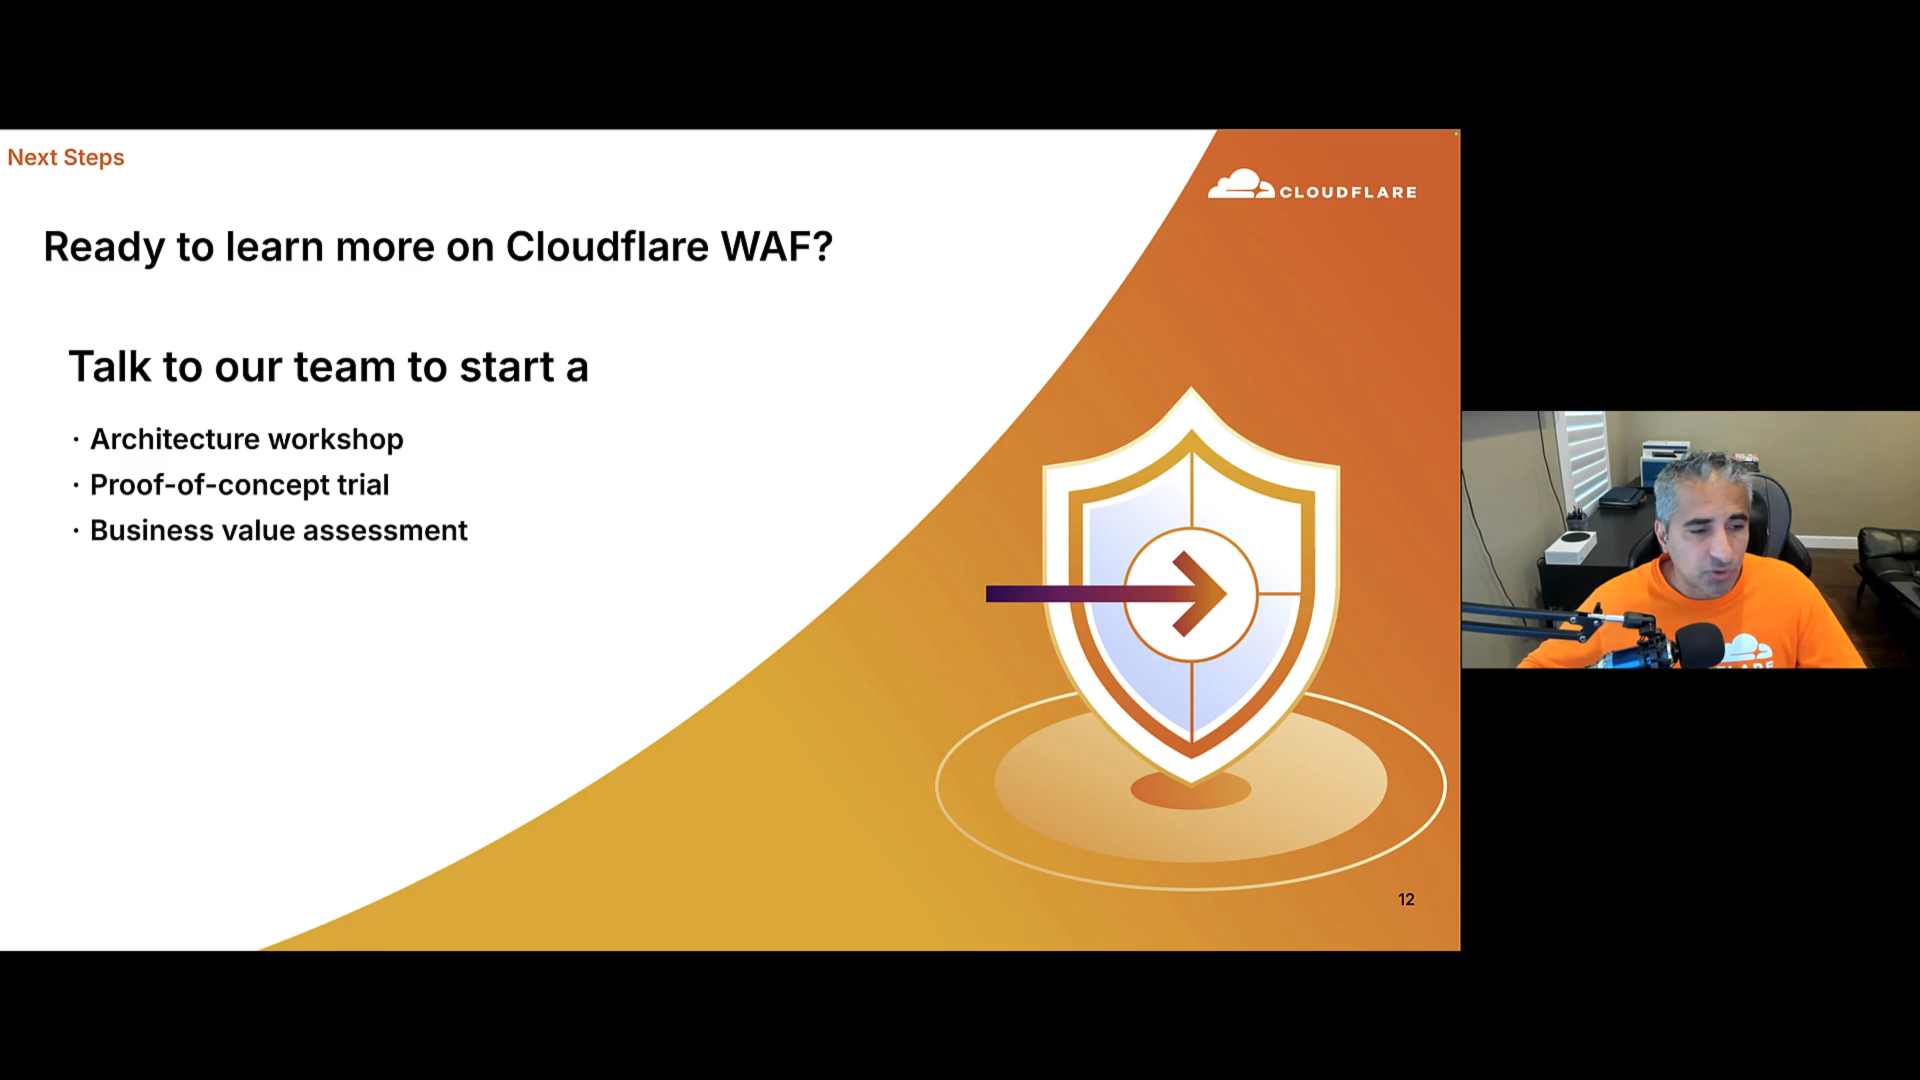 Next Steps
CLOUDFLARE
Ready to learn more on Cloudflare WAF?
Talk to our team to start a
· Architecture workshop
· Proof-of-concept trial
· Business value assessment
12